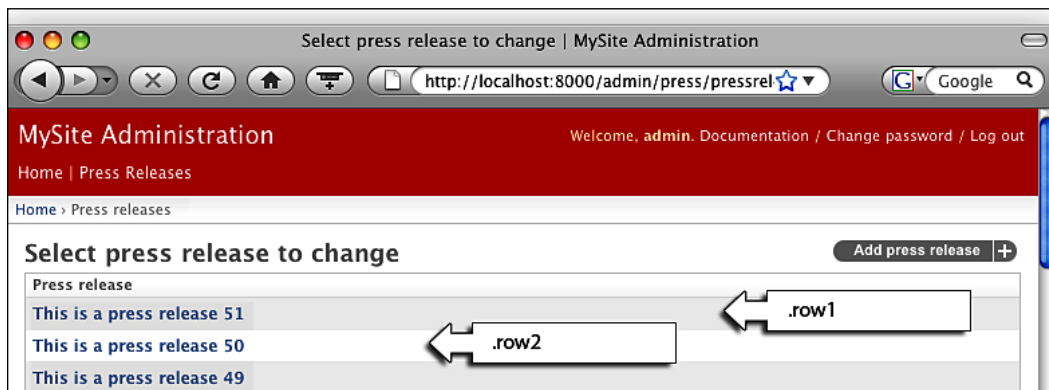 Select press release to change | MySite Administration
http://localhost:8000/admin/press/pressrel
G
Google
MySite Administration
Welcome, admin. Documentation / Change password / Log out
Home | Press Releases
Home › Press releases
Select press release to change
Add press release +
Press release
This is a press release 51
.row1
This is a press release 50
.row2
This is a press release 49